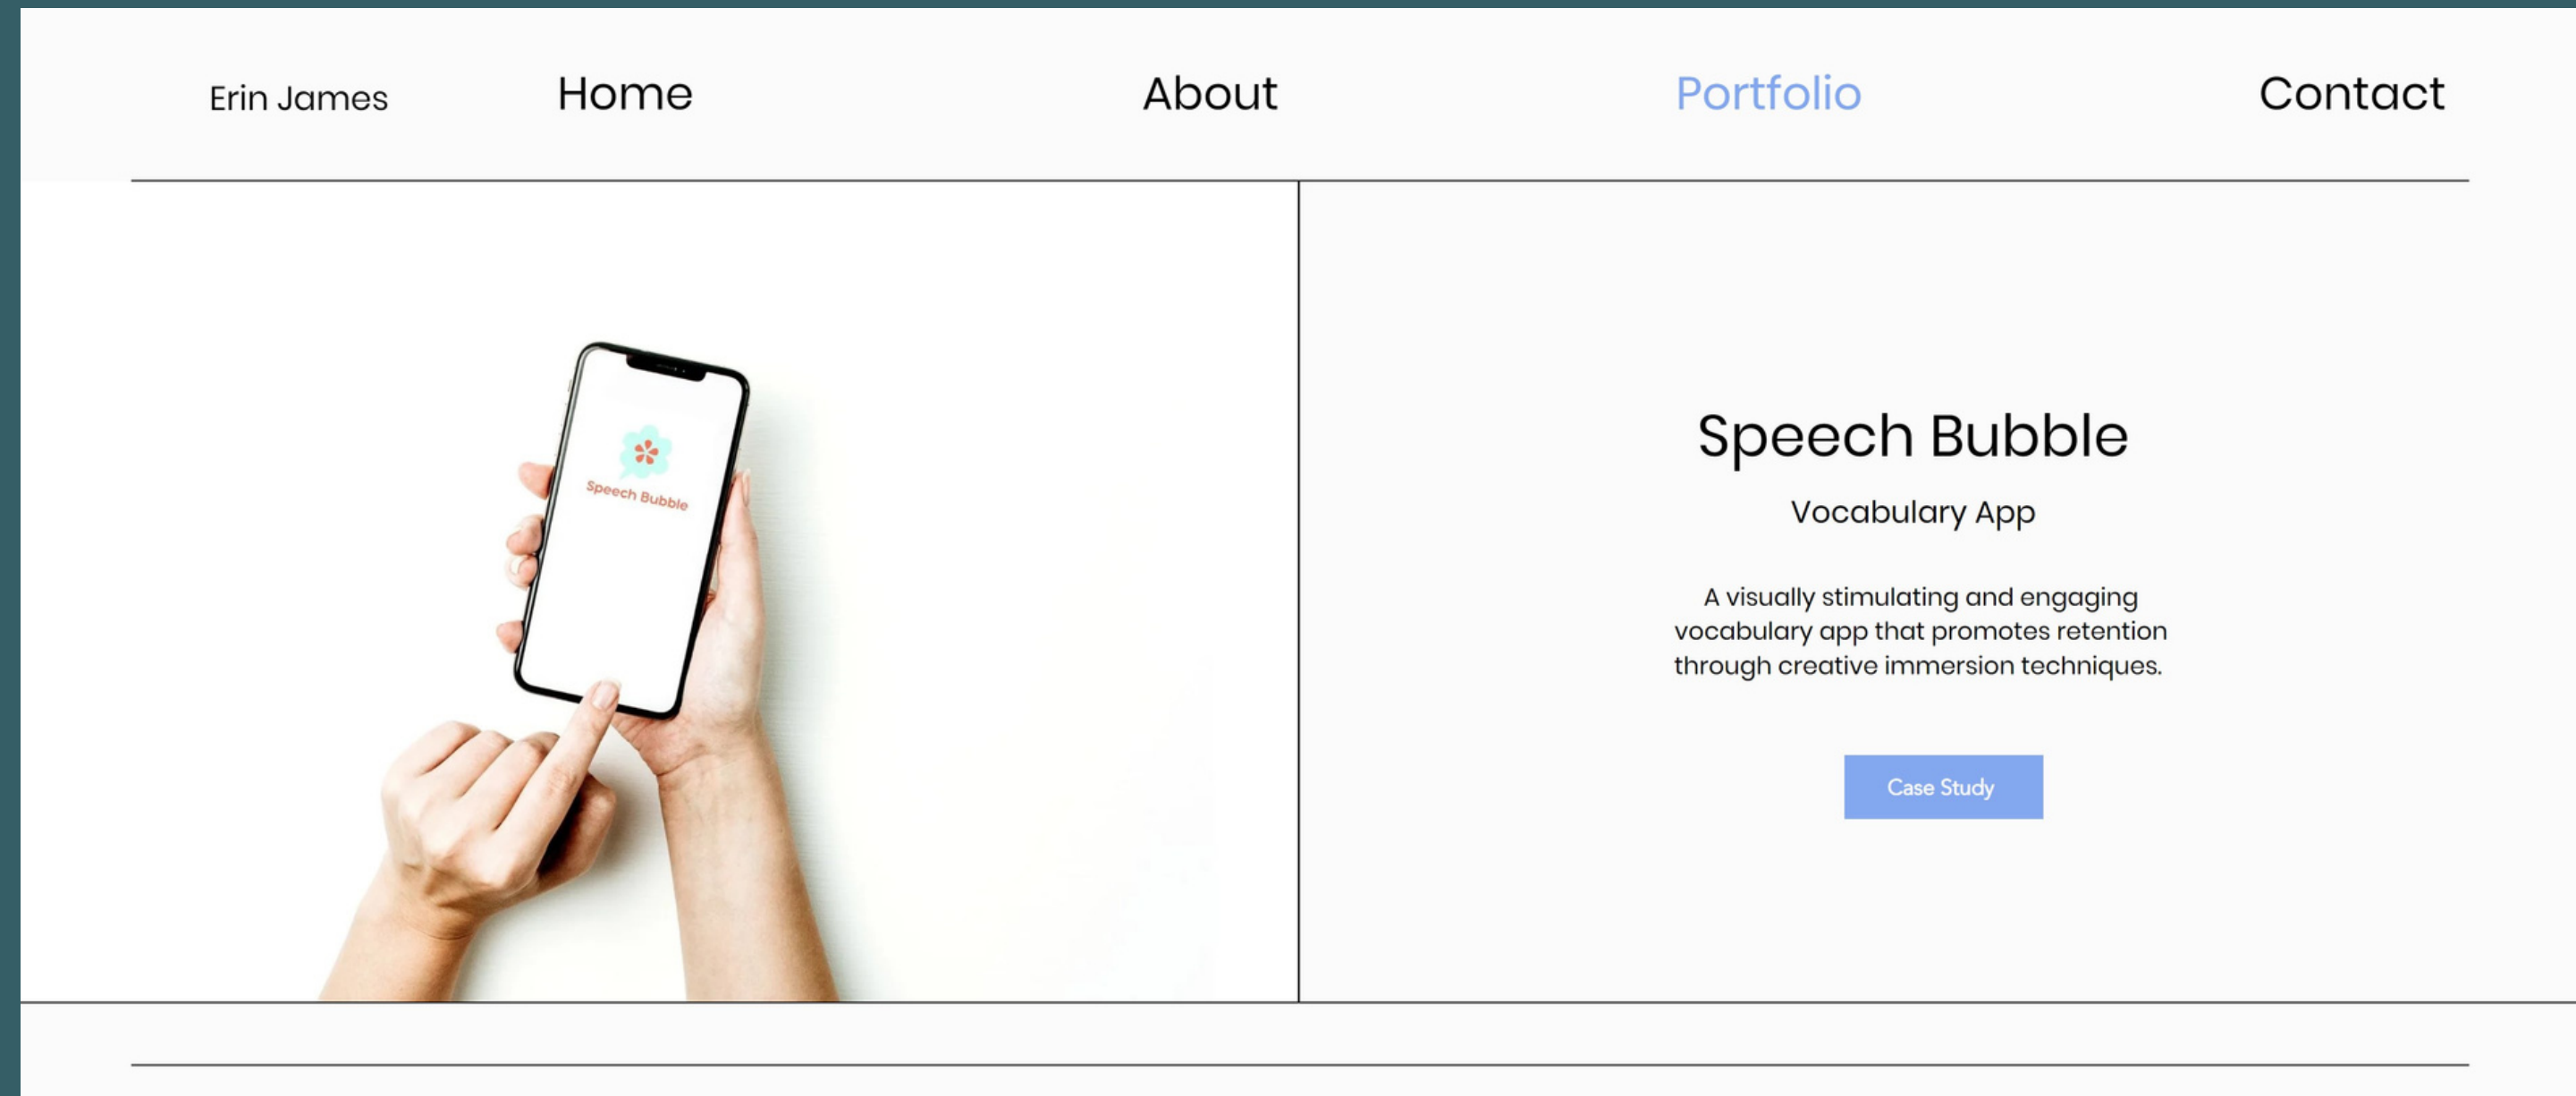 Erin James
Home
About
Portfolio
Contact
Speech Bubble
Speech Bubble
Vocabulary App
A visually stimulating and engaging
vocabulary app that promotes retention
through creative immersion techniques.
Case Study